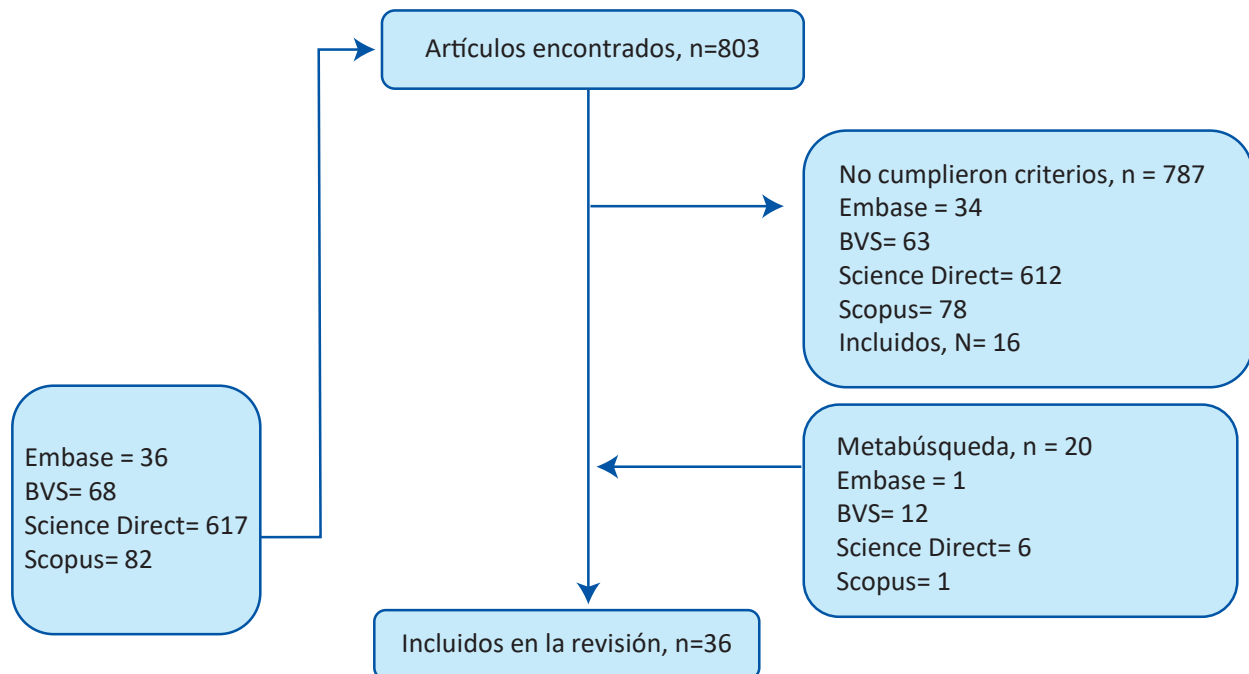 Artículos encontrados, n=803
No cumplieron criterios, n = 787
Embase = 34
BVS= 63
Science Direct= 612
Scopus= 78
Incluidos, N= 16
Embase = 36
BVS= 68
Science Direct= 617
Scopus= 82
Metabúsqueda, n = 20
Embase = 1
BVS= 12
Science Direct= 6
Scopus= 1
Incluidos en la revisión, n=36